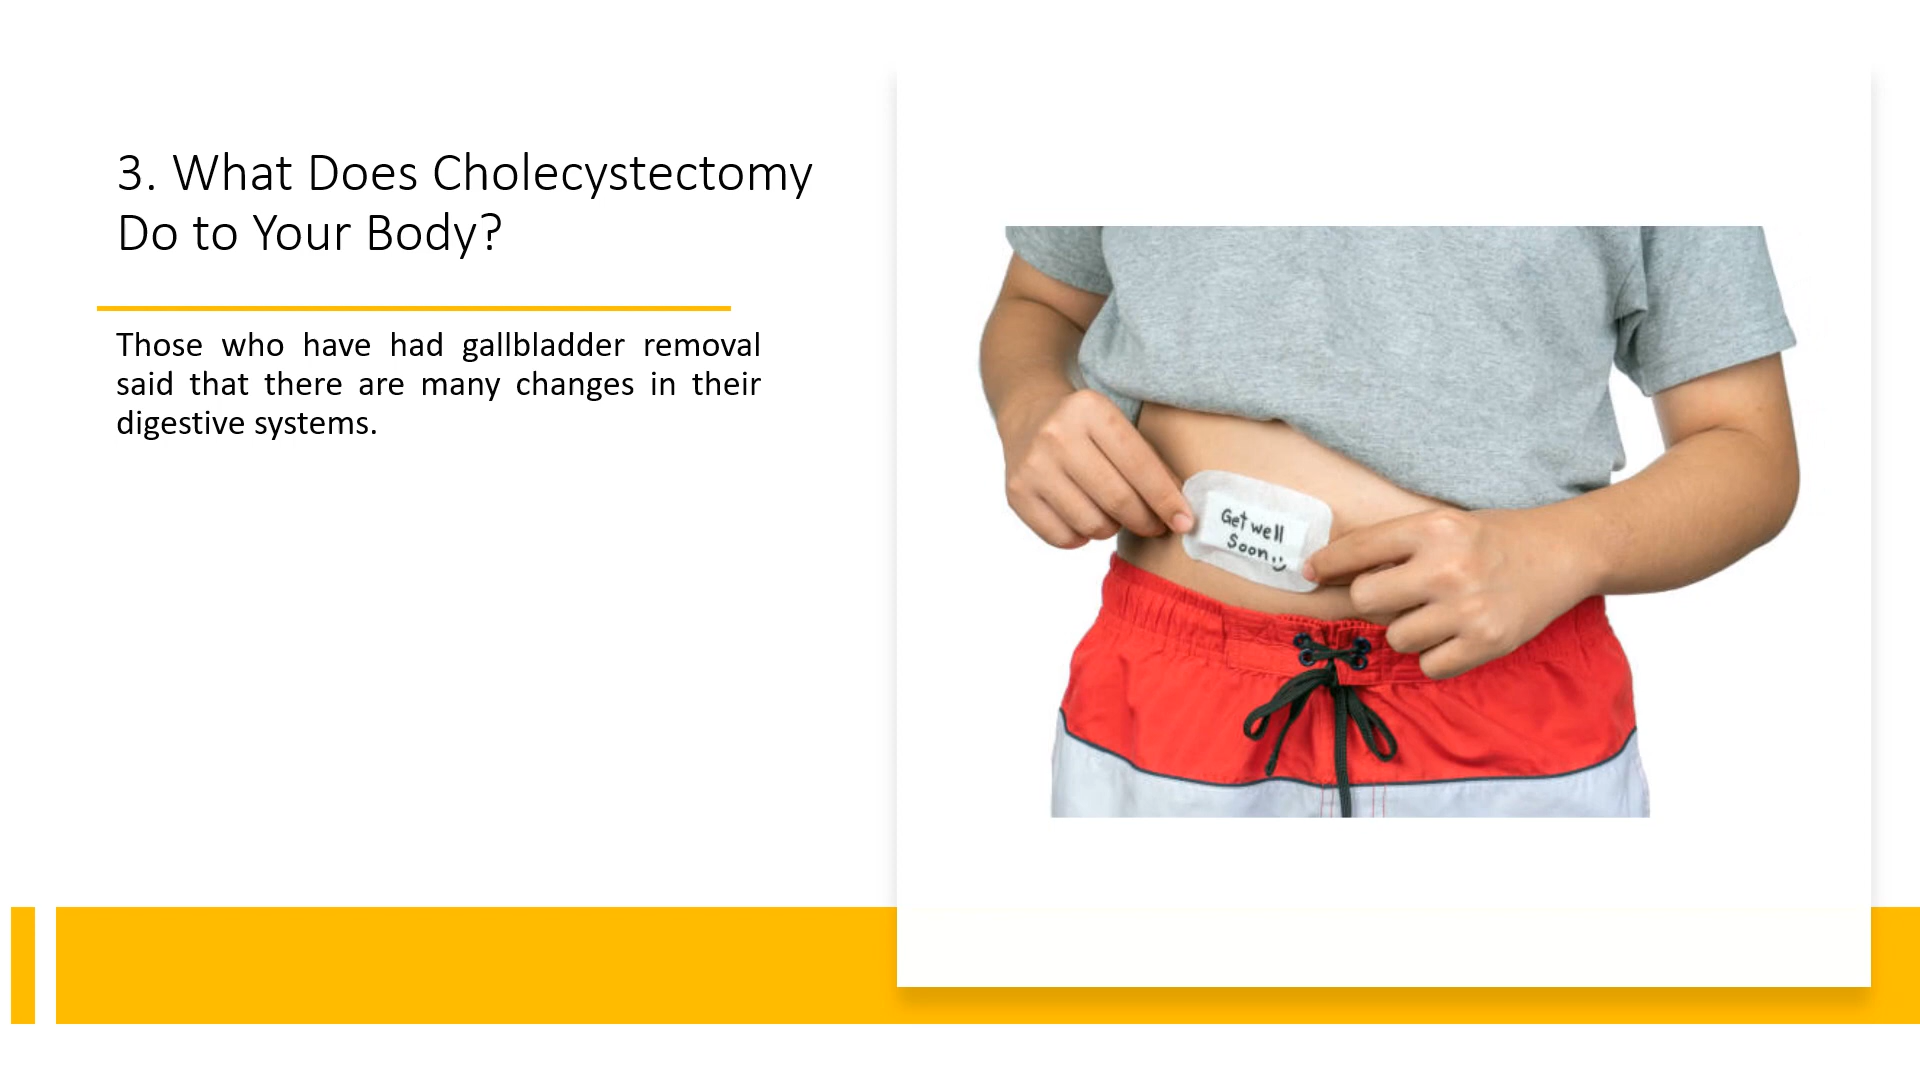 3. What Does Cholecystectomy
Do to Your Body?
Those who have had gallbladder removal
said that there are many changes in their
digestive systems.
Get well
Soon